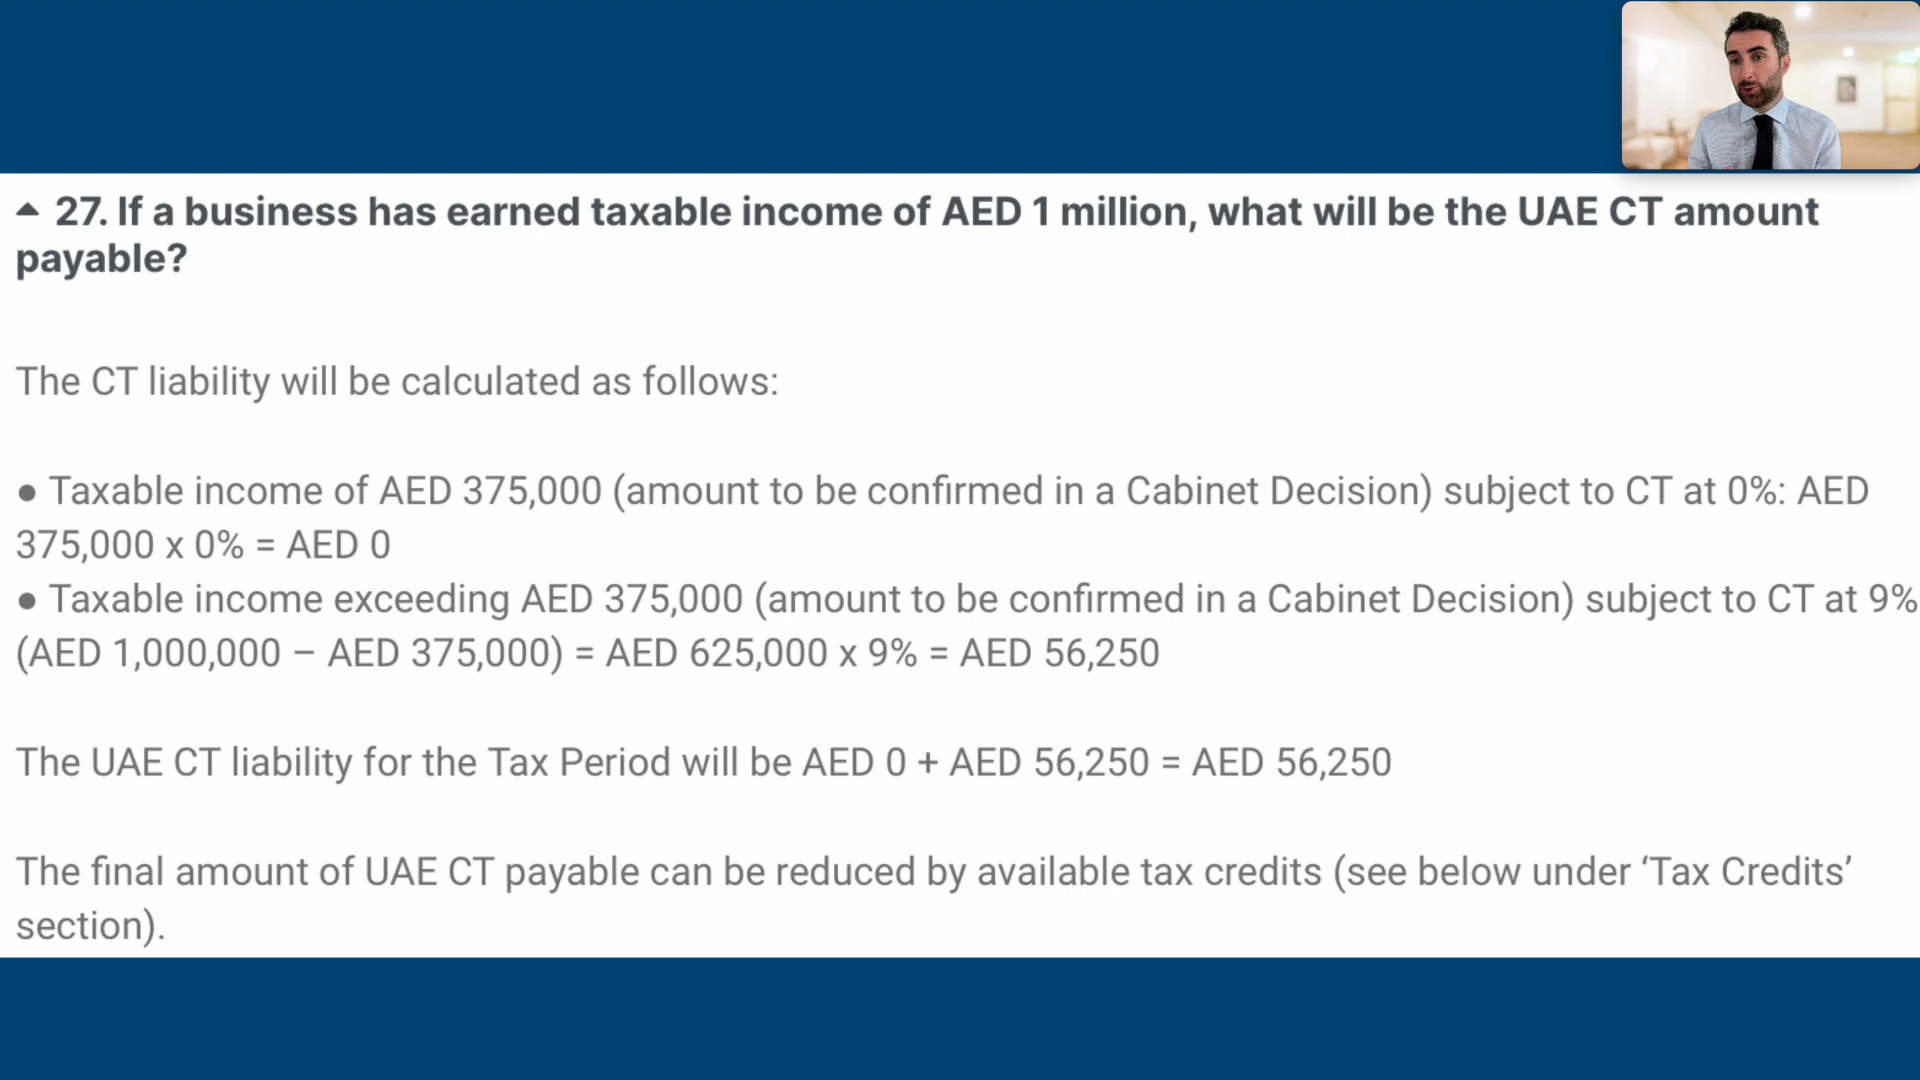 27. If a business has earned taxable income of AED 1 million, what will be the UAE CT amount
payable?
The CT liability will be calculated as follows:
● Taxable income of AED 375,000 (amount to be confirmed in a Cabinet Decision) subject to CT at 0%: AED
375,000 x 0% = AED 0
● Taxable income exceeding AED 375,000 (amount to be confirmed in a Cabinet Decision) subject to CT at 9%
(AED 1,000,000 – AED 375,000) = AED 625,000 x 9% = AED 56,250
The UAE CT liability for the Tax Period will be AED 0 + AED 56,250 = AED 56,250
The final amount of UAE CT payable can be reduced by available tax credits (see below under ‘Tax Credits’
section).